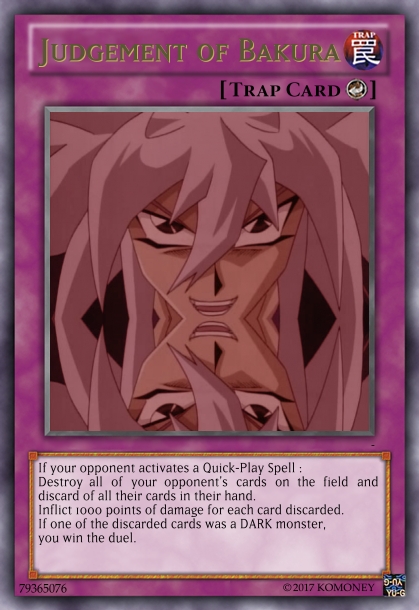 JUDGEMENT OF BAKURA
TRAP
罠
[TRAP CARD]
If your opponent activates a Quick-Play Spell :
Destroy all of your opponent's cards on the field and
discard of all their cards in their hand.
Inflict 1000 points of damage for each card discarded.
If one of the discarded cards was a DARK monster,
you win the duel.
79365076
©2017 KOMONEY
YU-G